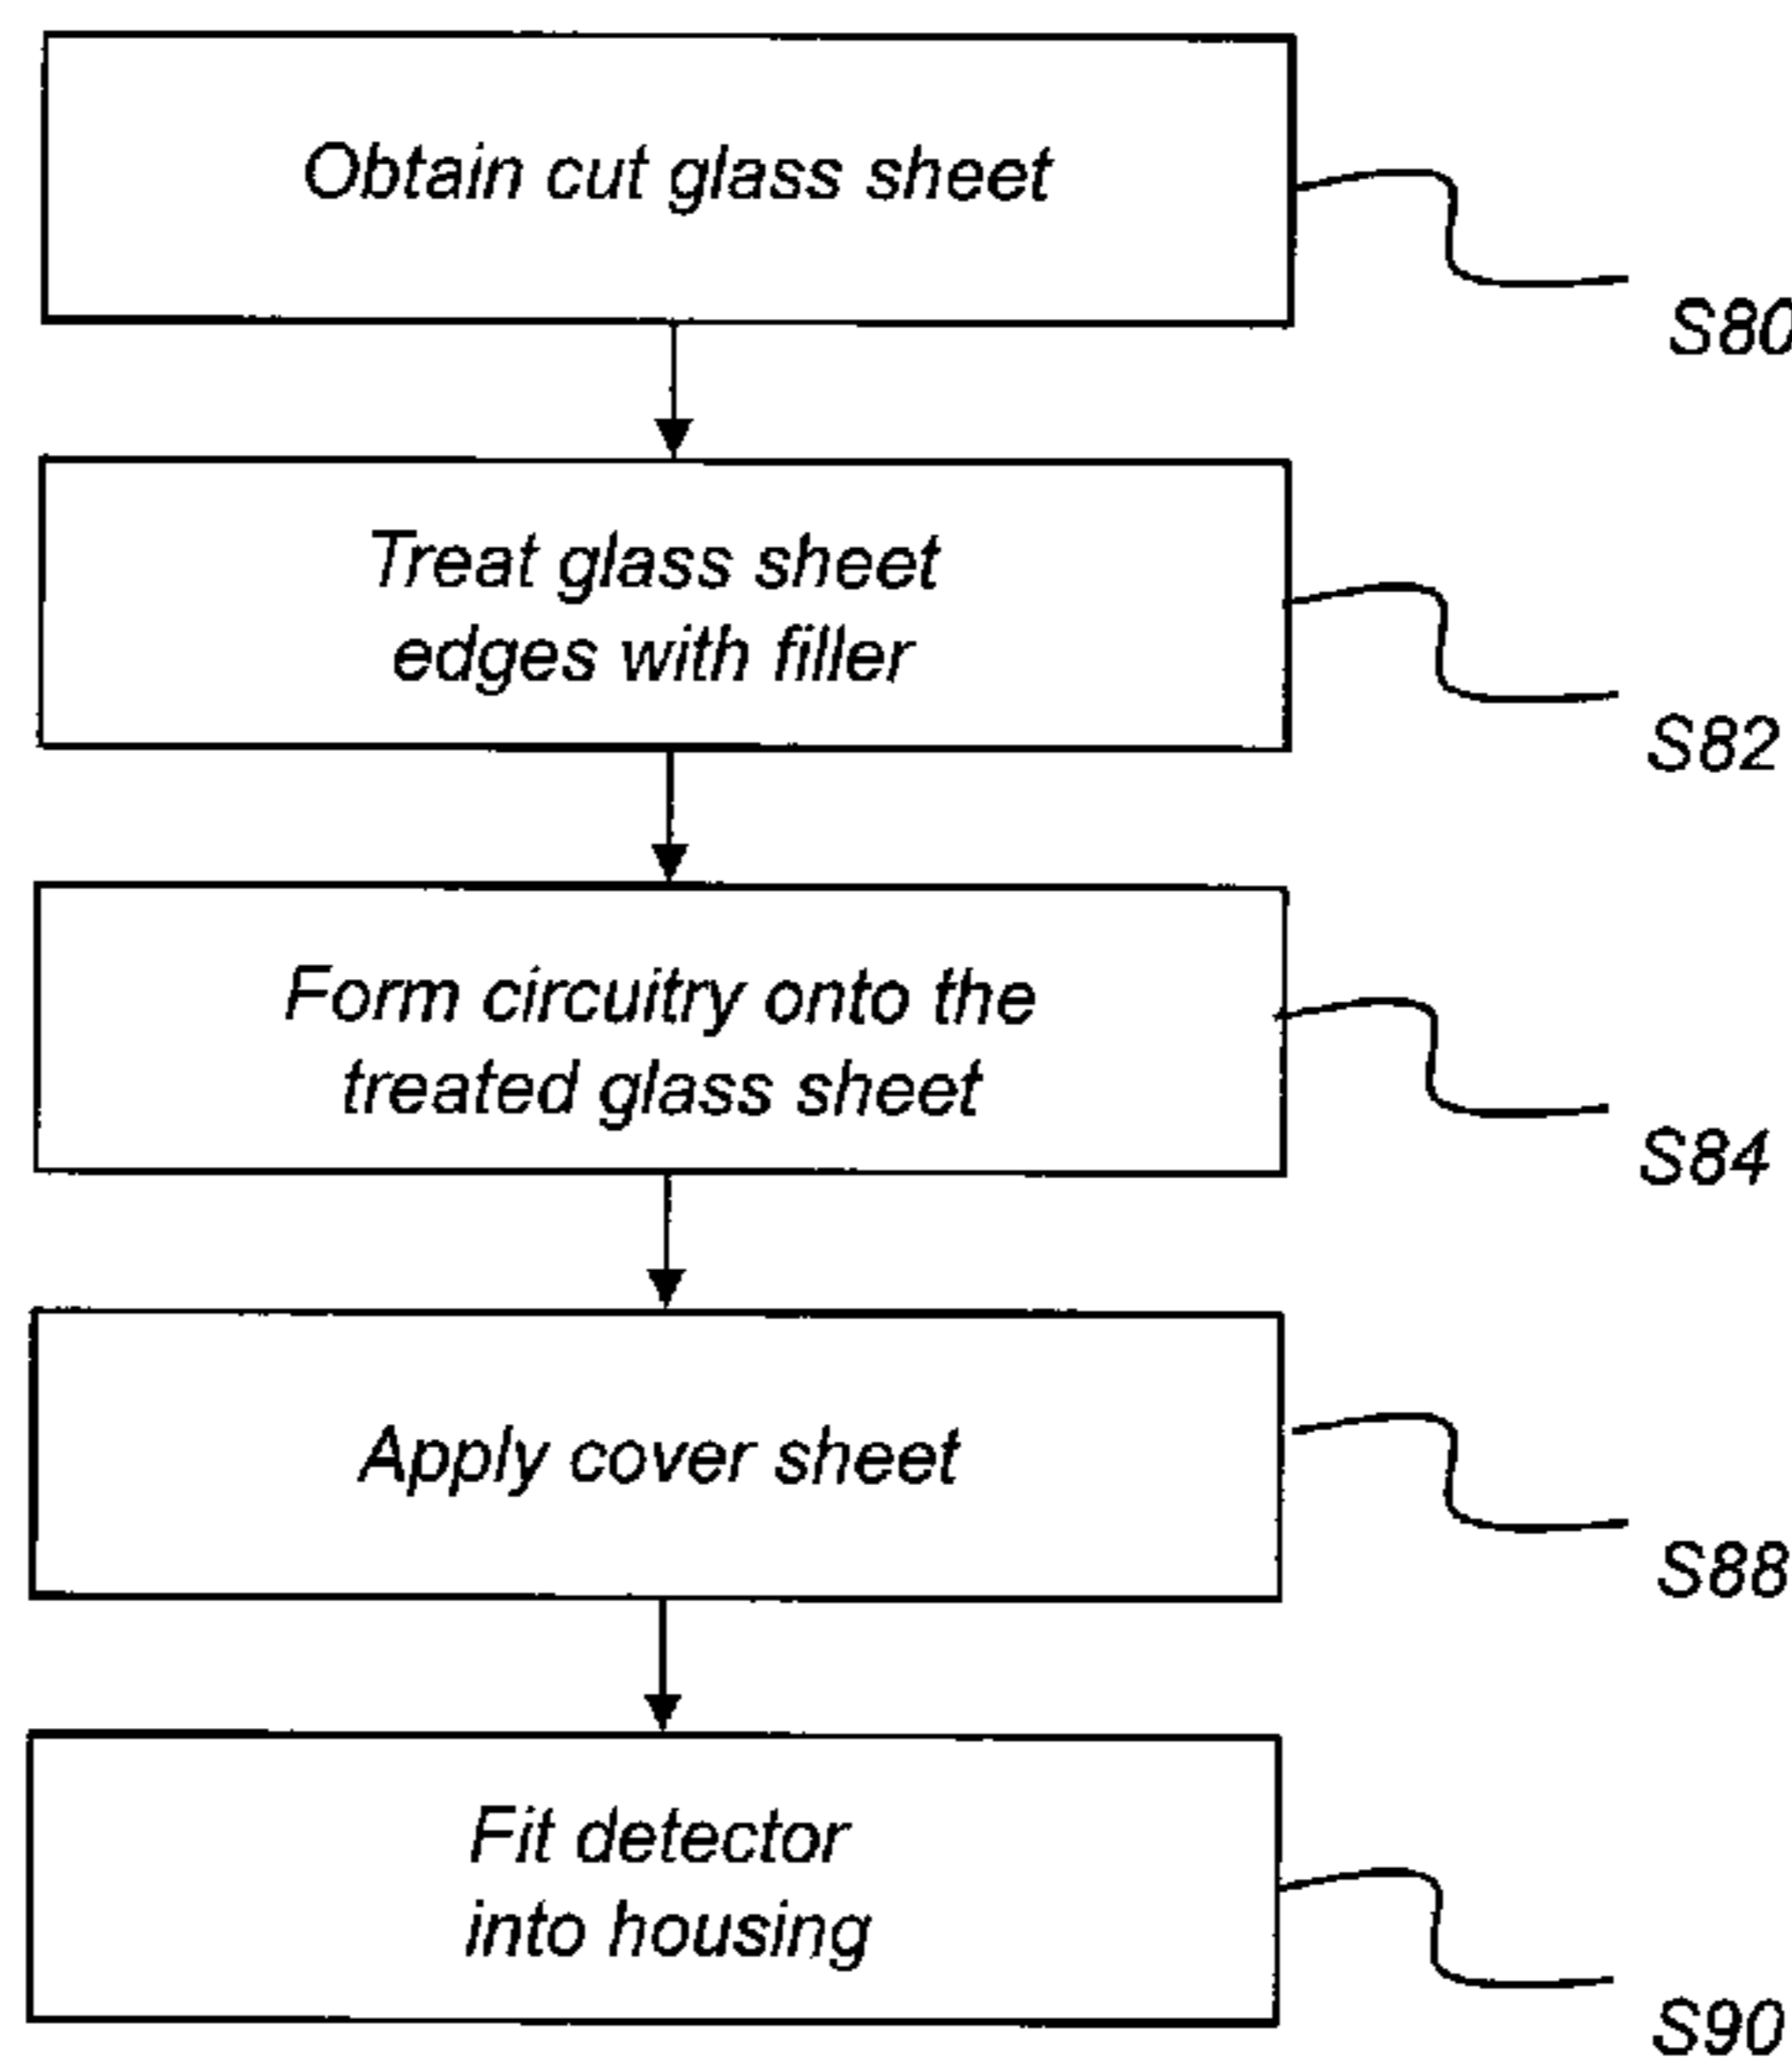 Obtain cut glass sheet
S80
Treat glass sheet
edges with filler
S82
Form circuitry onto the
treated glass sheet
S84
Apply cover sheet
S88
Fit detector
into housing
S90